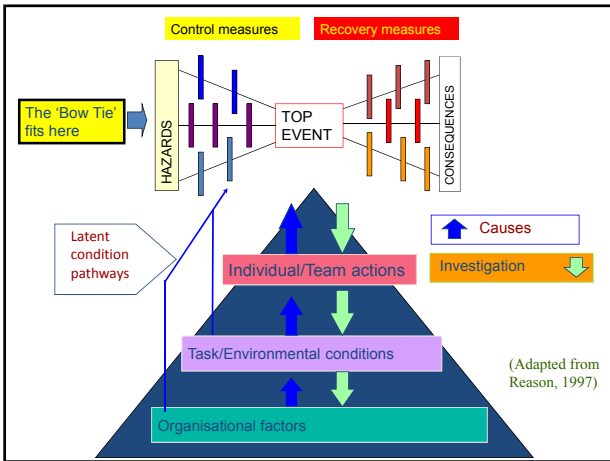 Control measures
Recovery measures
The 'Bow Tie'
fits here
HAZARDS
TOP
EVENT
CONSEQUENCES
Latent
condition
pathways
Causes
Individual/Team actions
Investigation
Task/Environmental conditions
(Adapted from
Reason, 1997)
Organisational factors